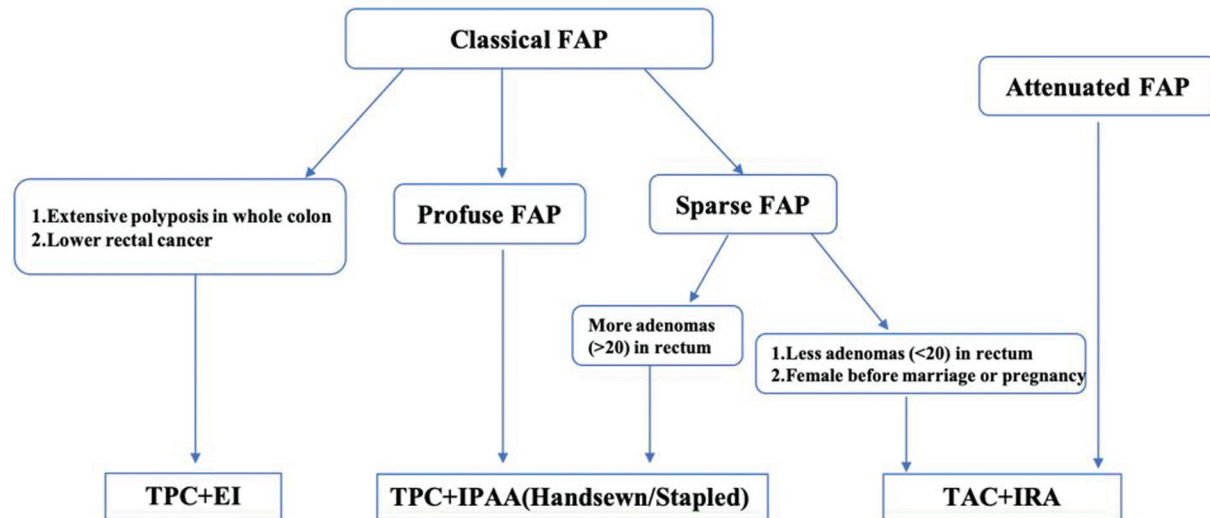 Classical FAP
Attenuated FAP
1.Extensive polyposis in whole colon
2.Lower rectal cancer
Profuse FAP
Sparse FAP
More adenomas
(>20) in rectum
1.Less adenomas (<20) in rectum
2.Female before marriage or pregnancy
TPC+EI
TPC+IPAA(Handsewn/Stapled)
TAC+IRA